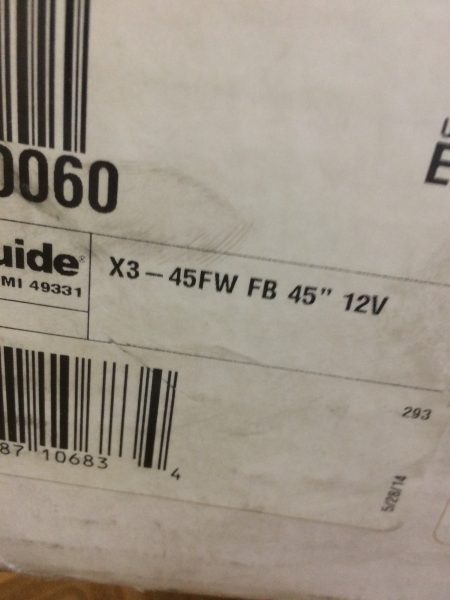 0060
uide®
MI 49331
X3-45FW FB 45" 12V
E
293
87 10683 4
5/28/14